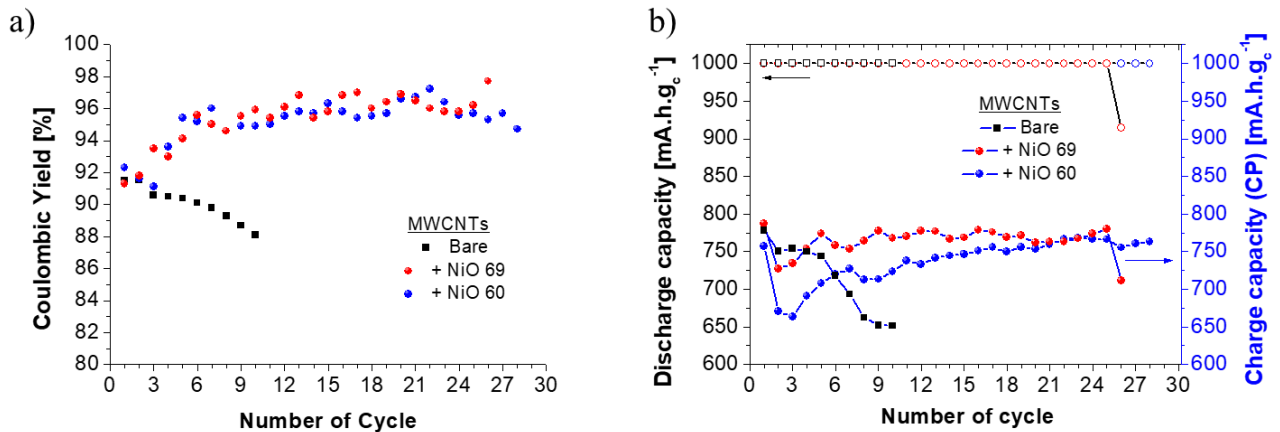 a)
Coulombic Yield [%]
100
98
96
94
92
90
88
86
84
82
80
0 3 6 9 12 15 18 21 24 27 30
Number of Cycle
MWCNTs
Bare
+ NiO 69
+ NiO 60
b)
Discharge capacity [mA.h.g_c^-1]
1000
950
900
850
800
750
700
650
600
0 3 6 9 12 15 18 21 24 27 30
Number of cycle
MWCNTs
Bare
+ NiO 69
+ NiO 60
1000
950
900
850
800
750
700
650
600
Charge capacity (CP) [mA.h.g_c^-1]